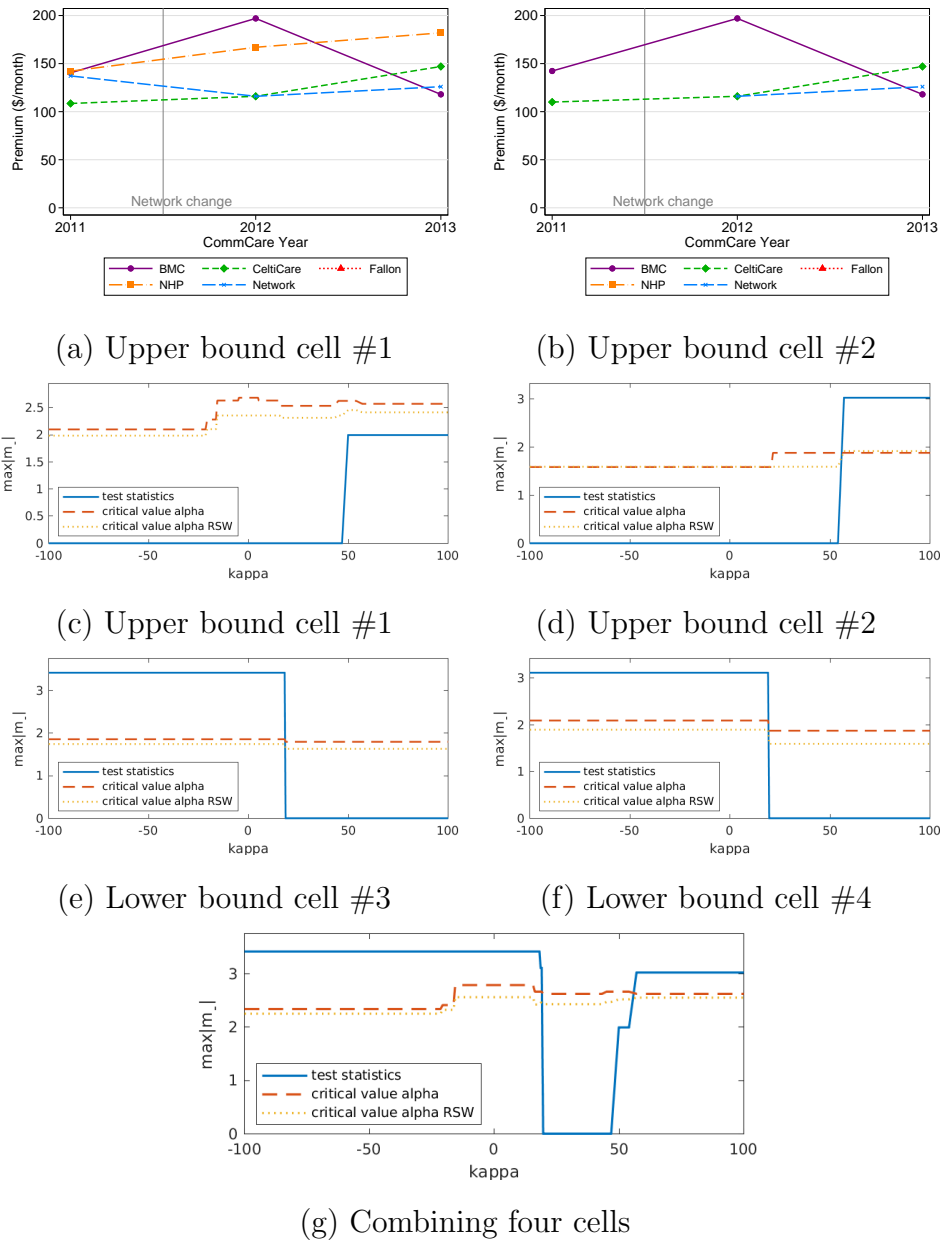 200
150
100
50
0
Premium ($/month)
Network change
2011
2012
2013
CommCare Year
BMC
CeltiCare
Fallon
NHP
Network
200
150
100
50
0
Premium ($/month)
Network change
2011
2012
2013
CommCare Year
BMC
CeltiCare
Fallon
NHP
Network
(a) Upper bound cell #1
(b) Upper bound cell #2
2.5
2
1.5
1
0.5
0
max|m_|
test statistics
critical value alpha
critical value alpha RSW
-100
-50
0
50
100
kappa
3
2
1
0
max|m_|
test statistics
critical value alpha
critical value alpha RSW
-100
-50
0
50
100
kappa
(c) Upper bound cell #1
(d) Upper bound cell #2
3
2
1
0
max|m_|
test statistics
critical value alpha
critical value alpha RSW
-100
-50
0
50
100
kappa
3
2
1
0
max|m_|
test statistics
critical value alpha
critical value alpha RSW
-100
-50
0
50
100
kappa
(e) Lower bound cell #3
(f) Lower bound cell #4
3
2
1
0
max|m_|
test statistics
critical value alpha
critical value alpha RSW
-100
-50
0
50
100
kappa
(g) Combining four cells